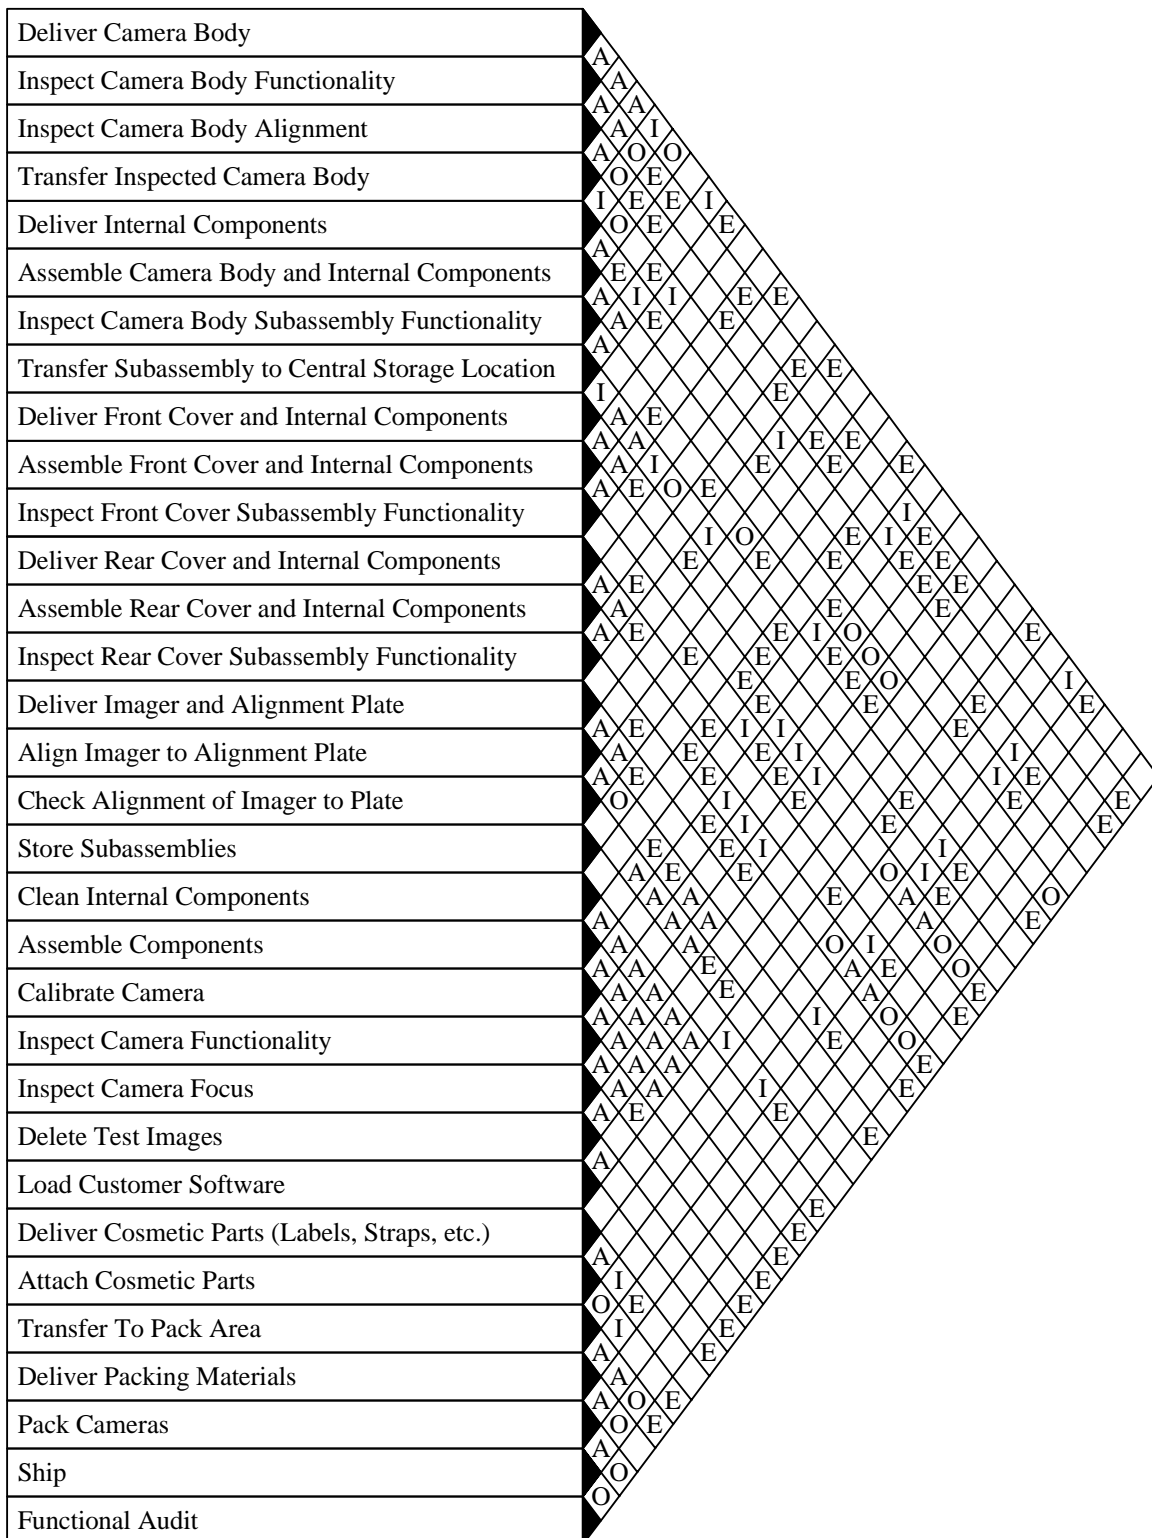 Deliver Camera Body
A
Inspect Camera Body Functionality A
A A
Inspect Camera Body Alignment A I
A O O
Transfer Inspected Camera Body O E
I E E I
Deliver Internal Components O E E
A
Assemble Camera Body and Internal Components E E
A I I E E
Inspect Camera Body Subassembly Functionality A E E
A
Transfer Subassembly to Central Storage Location E E
I E
Deliver Front Cover and Internal Components A E
A A I E E
Assemble Front Cover and Internal Components A I E E E
A E O E
Inspect Front Cover Subassembly Functionality I
I O E I E
Deliver Rear Cover and Internal Components E E E E E
A E E E
Assemble Rear Cover and Internal Components A E E
A E E I O E
Inspect Rear Cover Subassembly Functionality E E E O
E E O I
Deliver Imager and Alignment Plate E E E E
A E E I I E
Align Imager to Alignment Plate A E E I I
A E E E I I E
Check Alignment of Imager to Plate O I E E E E
E I E E
Store Subassemblies E E I I
A E E O I E
Clean Internal Components A A E A E O
A A A A E
Assemble Components A A O I O
A A E A E O
Calibrate Camera A A E A E
A A A I O E
Inspect Camera Functionality A A A I E O
A A A E
Inspect Camera Focus A A I E
A E E
Delete Test Images E
A
Load Customer Software
E
Deliver Cosmetic Parts (Labels, Straps, etc.) E
A E
Attach Cosmetic Parts I E
O E E
Transfer To Pack Area I E
A E
Deliver Packing Materials A
A O E
Pack Cameras O E
A
Ship O
O
Functional Audit